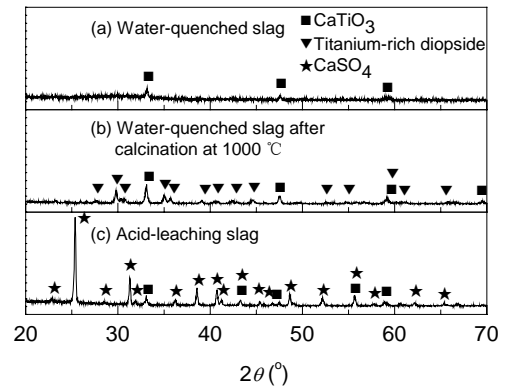 (a) Water-quenched slag
■ CaTiO₃
▼ Titanium-rich diopside
★ CaSO₄
(b) Water-quenched slag after
calcination at 1000 ℃
(c) Acid-leaching slag
20 30 40 50 60 70
2θ (°)